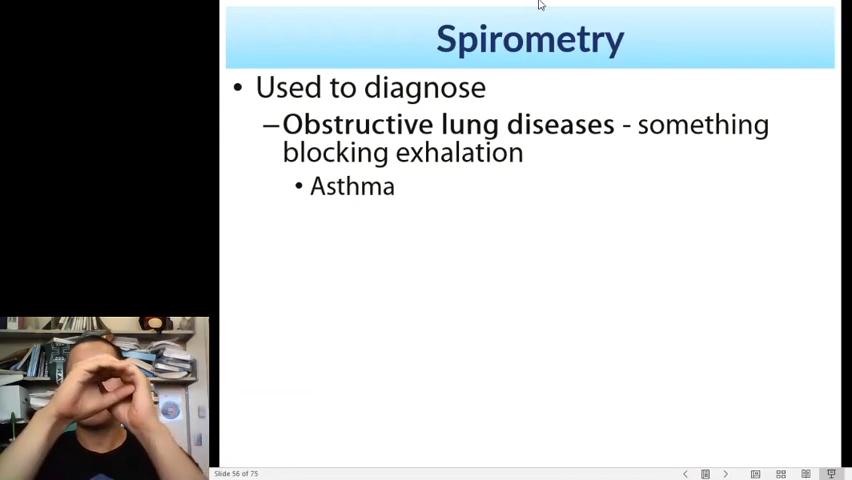 Spirometry
• Used to diagnose
–Obstructive lung diseases - something
blocking exhalation
• Asthma
Slide 56 of 75